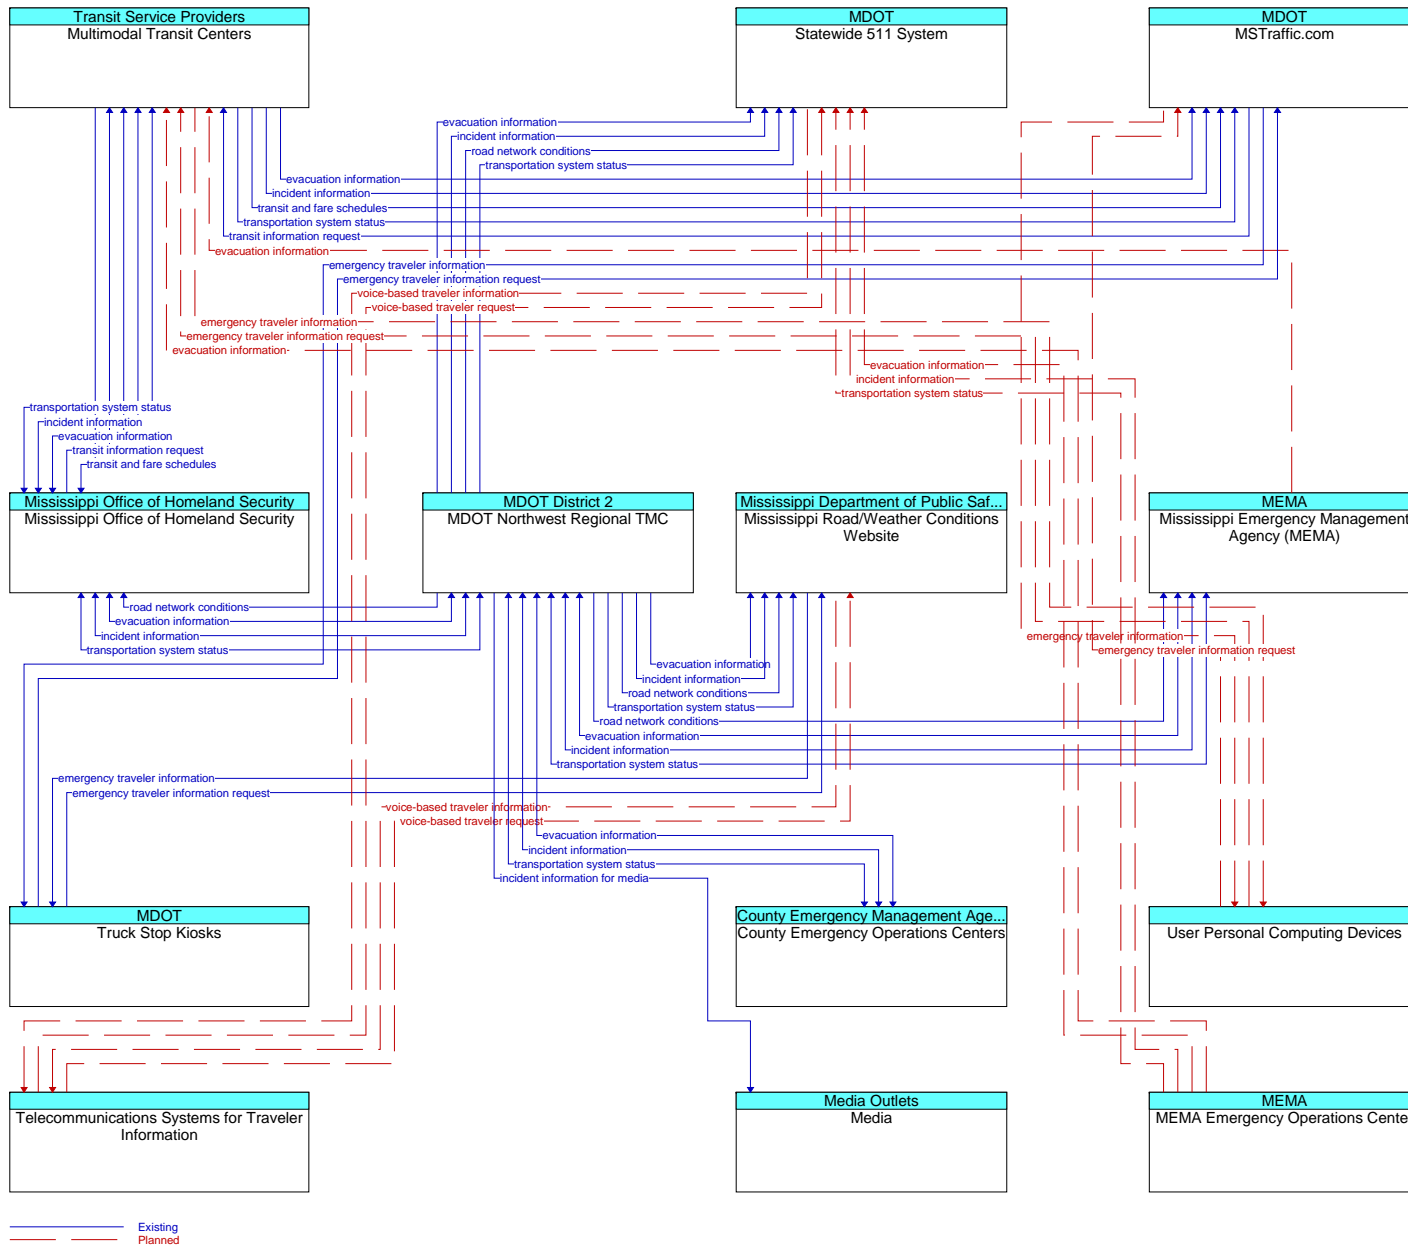 Transit Service Providers
Multimodal Transit Centers
MDOT
Statewide 511 System
MDOT
MSTraffic.com
evacuation information
incident information
road network conditions
transportation system status
evacuation information
incident information
transit and fare schedules
transportation system status
transit information request
evacuation information
emergency traveler information
emergency traveler information request
voice-based traveler information
voice-based traveler request
emergency traveler information
emergency traveler information request
evacuation information
evacuation information
incident information
transportation system status
transportation system status
incident information
evacuation information
transit information request
transit and fare schedules
Mississippi Office of Homeland Security
Mississippi Office of Homeland Security
MDOT District 2
MDOT Northwest Regional TMC
Mississippi Department of Public Saf...
Mississippi Road/Weather Conditions
Website
MEMA
Mississippi Emergency Management
Agency (MEMA)
road network conditions
evacuation information
incident information
transportation system status
emergency traveler information
emergency traveler information request
evacuation information
incident information
road network conditions
transportation system status
road network conditions
evacuation information
incident information
transportation system status
emergency traveler information
emergency traveler information request
voice-based traveler information
voice-based traveler request
evacuation information
incident information
transportation system status
incident information for media
MDOT
Truck Stop Kiosks
County Emergency Management Age...
County Emergency Operations Centers
User Personal Computing Devices
Telecommunications Systems for Traveler
Information
Media Outlets
Media
MEMA
MEMA Emergency Operations Cente
Existing
Planned